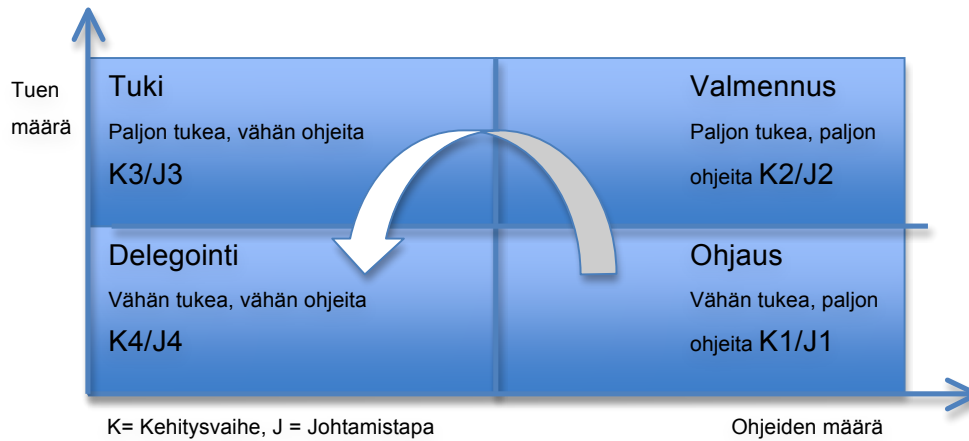 Tuen
määrä
Tuki
Paljon tukea, vähän ohjeita
K3/J3
Valmennus
Paljon tukea, paljon
ohjeita K2/J2
Delegointi
Vähän tukea, vähän ohjeita
K4/J4
Ohjaus
Vähän tukea, paljon
ohjeita K1/J1
K= Kehitysvaihe, J = Johtamistapa
Ohjeiden määrä